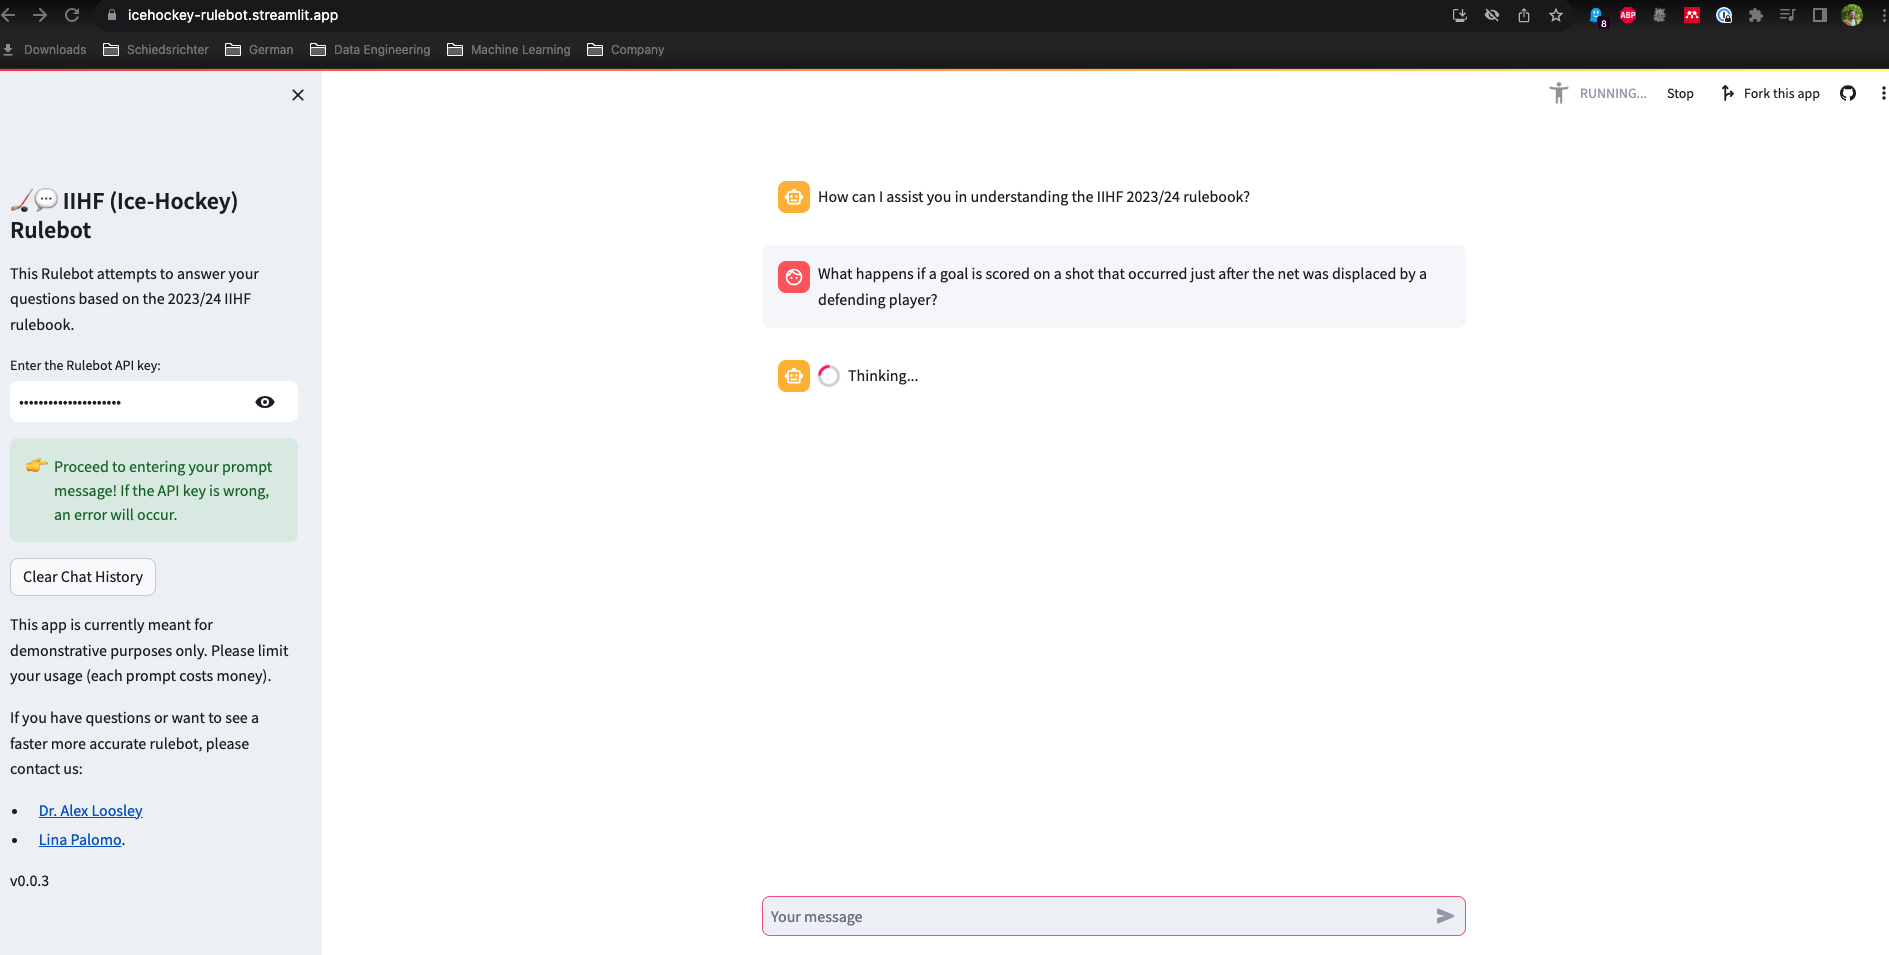 icehockey-rulebot.streamlit.app
8
ABP
Downloads
Schiedsrichter
German
Data Engineering
Machine Learning
Company
RUNNING...
Stop
Fork this app
IIHF (Ice-Hockey)
Rulebot
This Rulebot attempts to answer your
questions based on the 2023/24 IIHF
rulebook.
Enter the Rulebot API key:
Proceed to entering your prompt
message! If the API key is wrong,
an error will occur.
Clear Chat History
This app is currently meant for
demonstrative purposes only. Please limit
your usage (each prompt costs money).
If you have questions or want to see a
faster more accurate rulebot, please
contact us:
• Dr. Alex Loosley
• Lina Palomo.
v0.0.3
How can I assist you in understanding the IIHF 2023/24 rulebook?
What happens if a goal is scored on a shot that occurred just after the net was displaced by a
defending player?
Thinking...
Your message